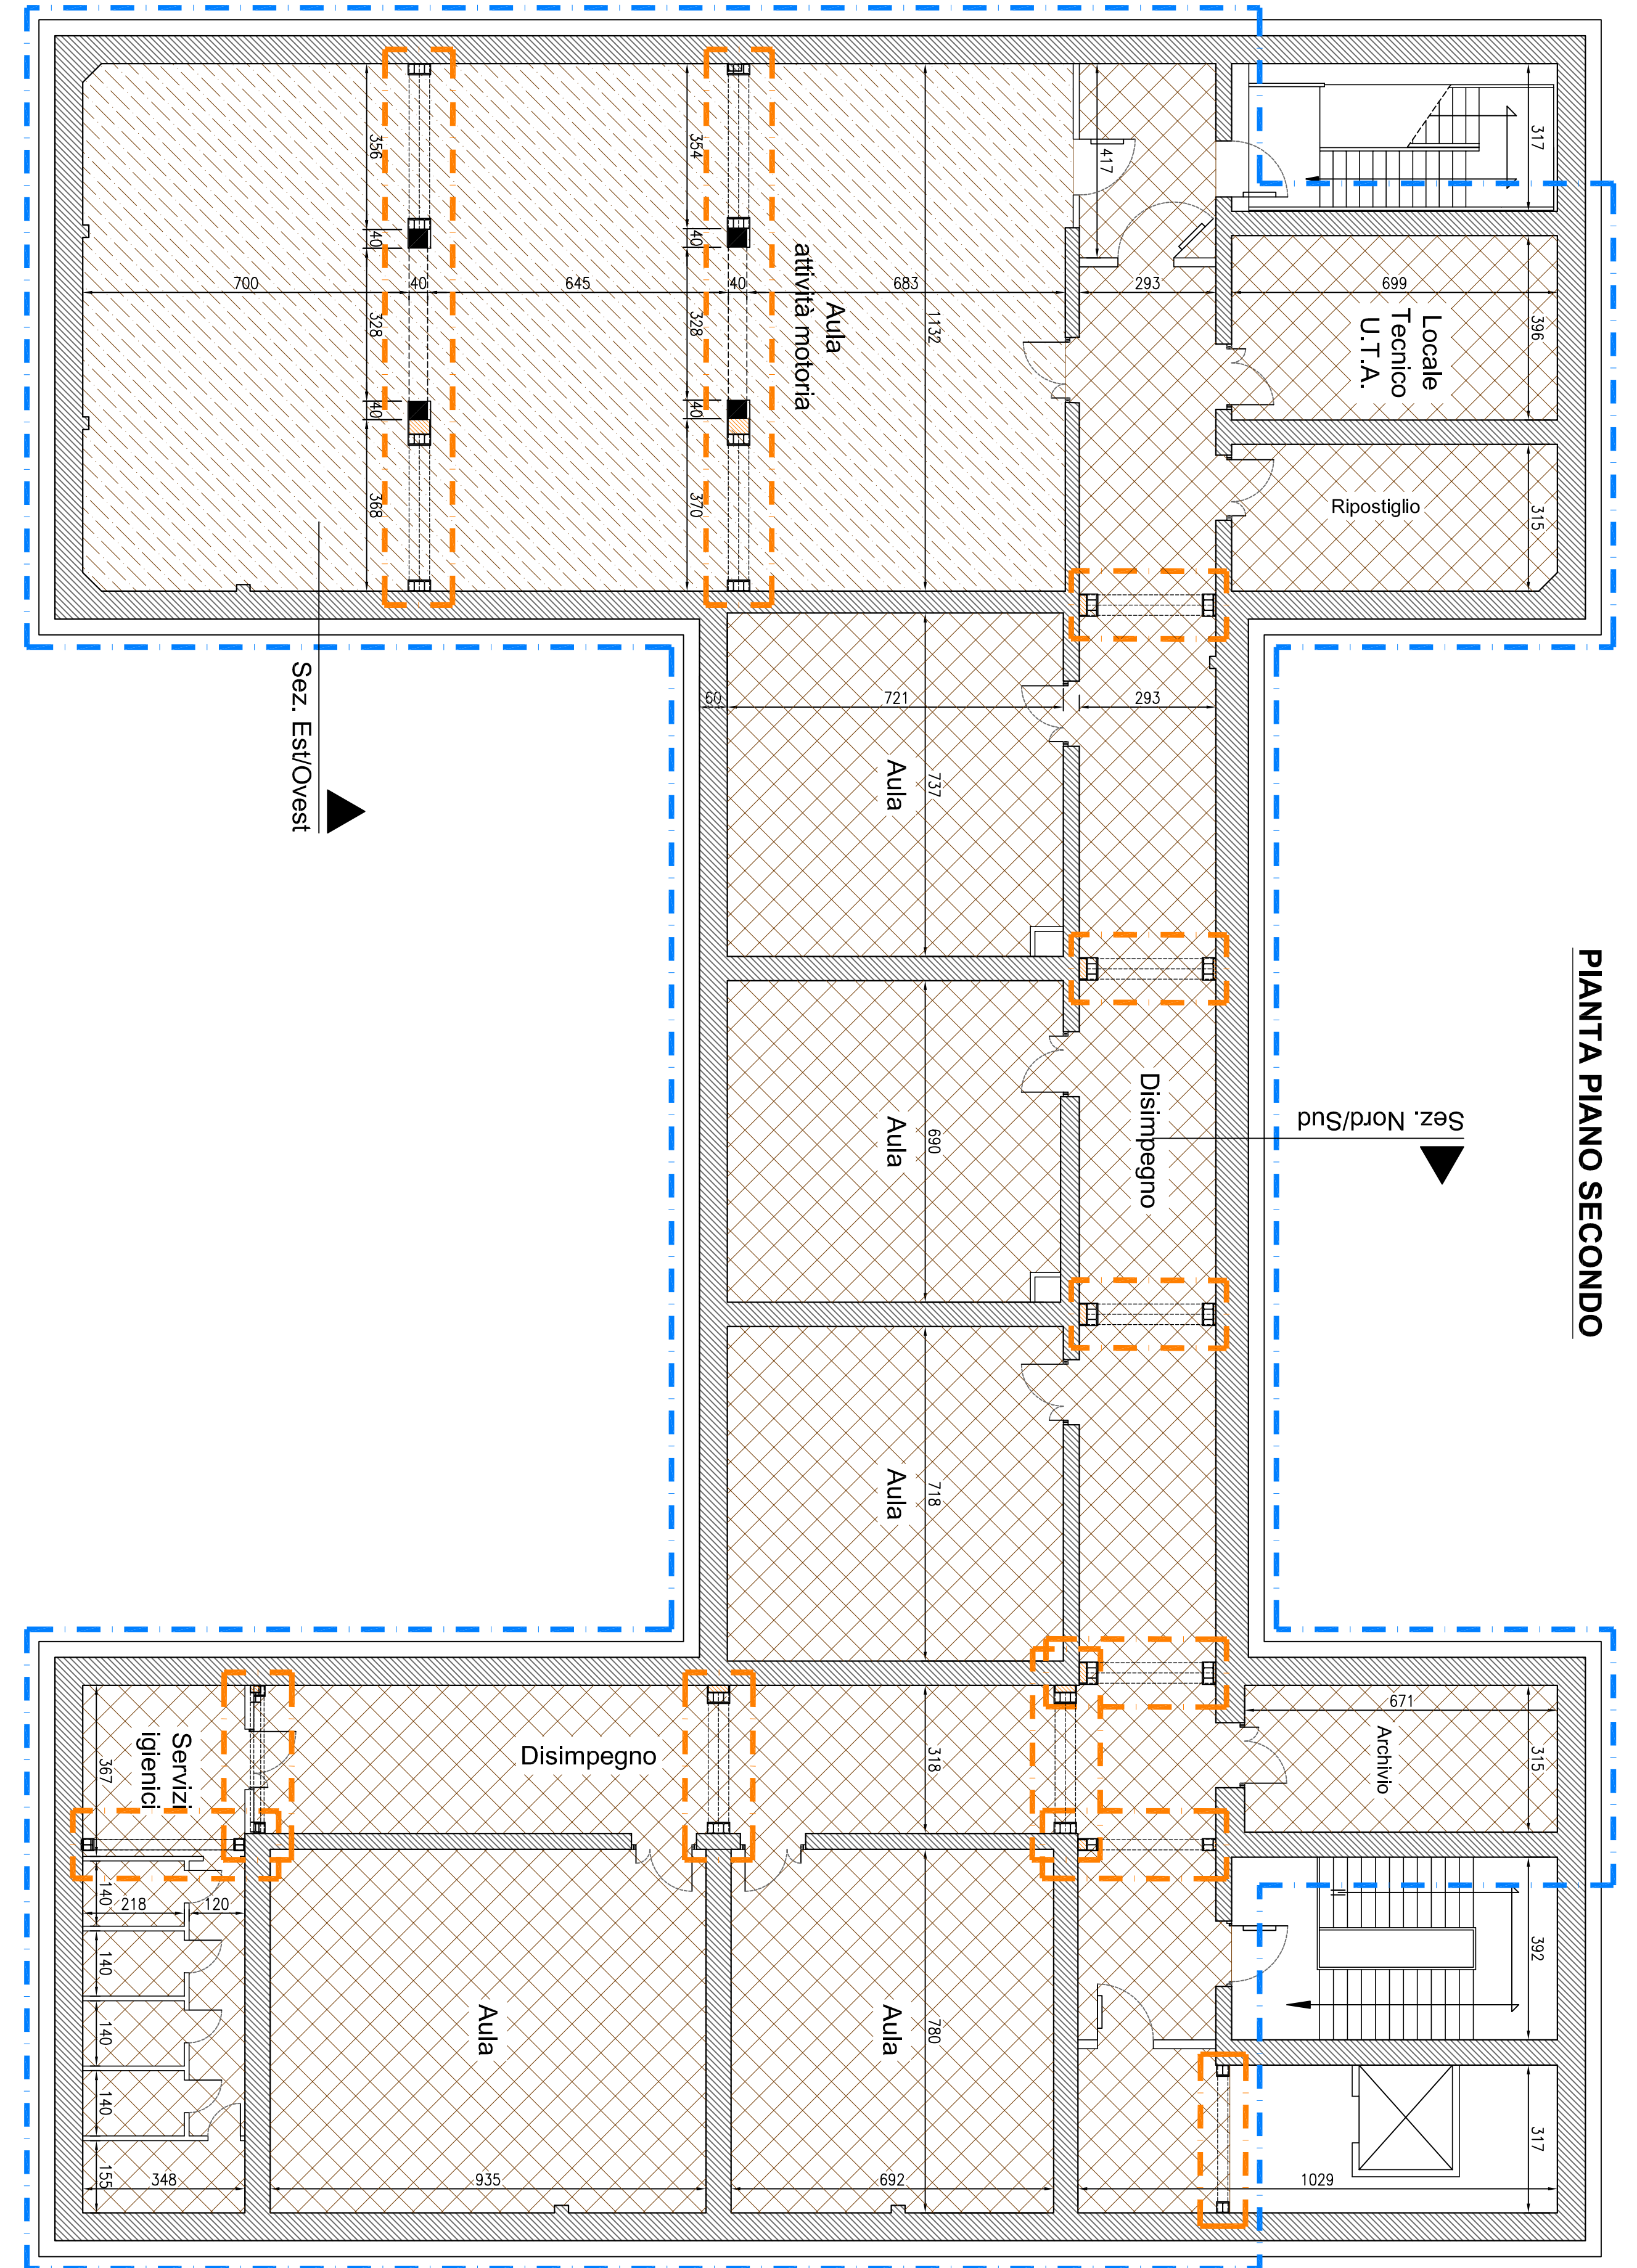 PIANTA PIANO SECONDO
Sez. Nord/Sud
Sez. Est/Ovest
317
396
315
Locale
Tecnico
U.T.A.
699
Ripostiglio
417
293
Aula
attività motoria
1132
683
40
645
40
700
354
40
328
40
370
356
40
328
40
368
60
721
293
737
Aula
690
Aula
718
Aula
Disimpegno
671
315
Archivio
318
Disimpegno
Servizi
igienici
367
140
218
120
140
140
140
155
348
935
Aula
692
780
Aula
392
317
1029